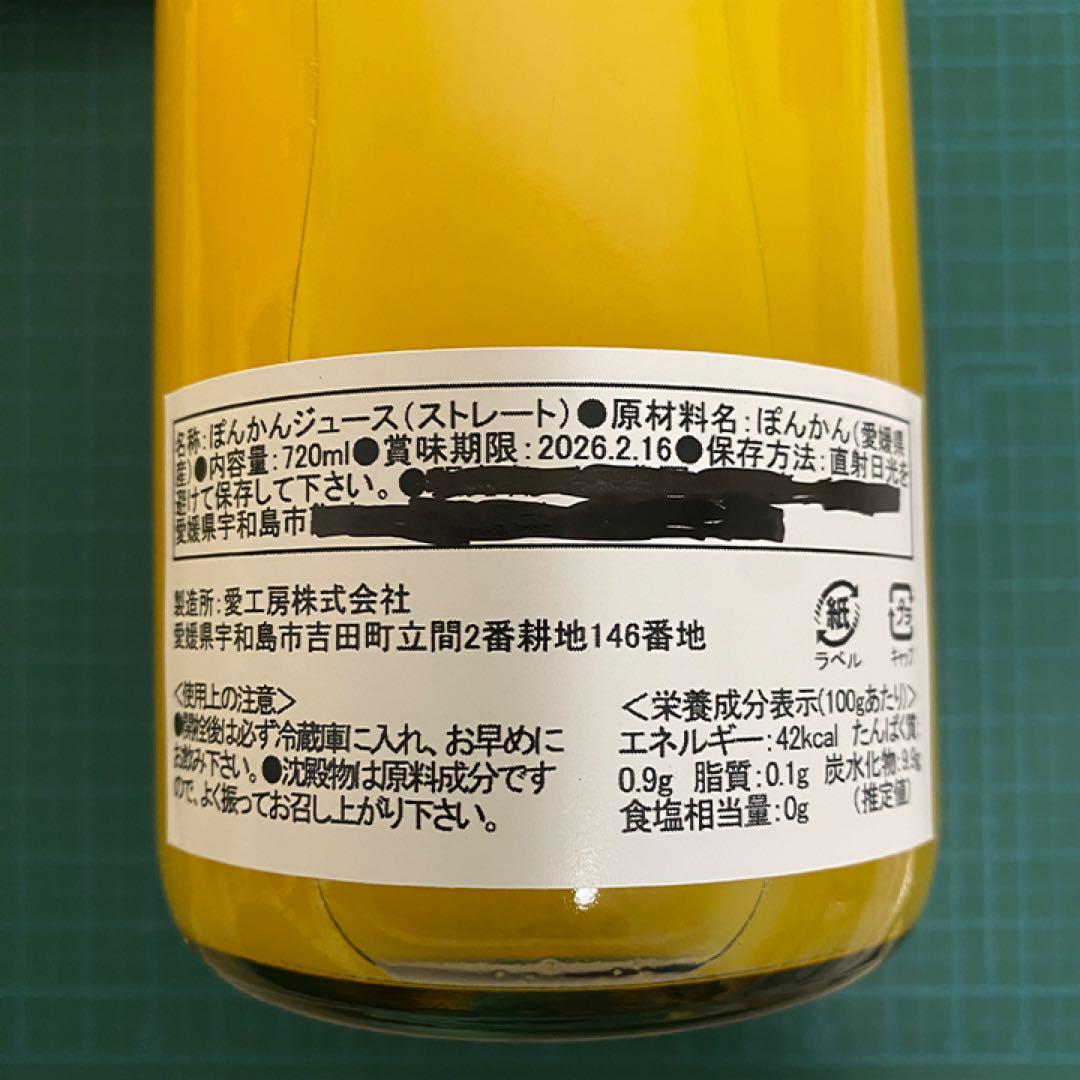 名称:ぽんかんジュース(ストレート)●原材料名:ぽんかん(愛媛県
産)●内容量:720ml●賞味期限:2026.2.16●保存方法:直射日光を
避けて保存して下さい。●
愛媛県宇和島市
製造所:愛工房株式会社
愛媛県宇和島市吉田町立間2番耕地146番地
紙
ラベル
プラ
キャップ
<使用上の注意>
●開栓後は必ず冷蔵庫に入れ、お早めに
お飲み下さい。●沈殿物は原料成分です
ので、よく振ってお召し上がり下さい。
<栄養成分表示(100gあたり)>
エネルギー:42kcal たんぱく質:
0.9g 脂質:0.1g 炭水化物:9.9g
食塩相当量:0g (推定値)